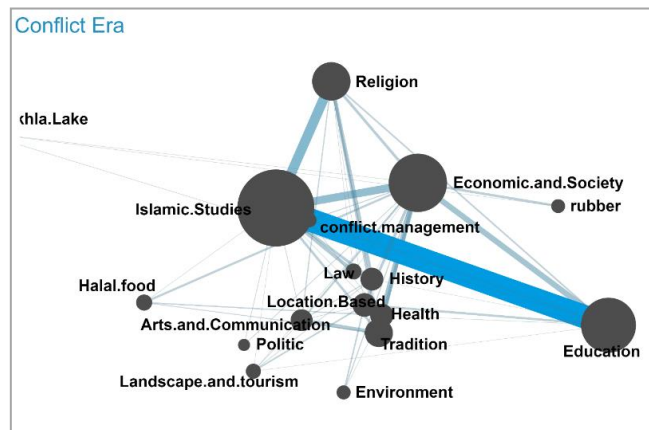 Conflict Era
Religion
khla.Lake
Economic.and.Society
Islamic.Studies
rubber
conflict.management
Law
History
Halal.food
Location.Based
Health
Arts.and.Communication
Politic
Tradition
Education
Landscape.and.tourism
Environment